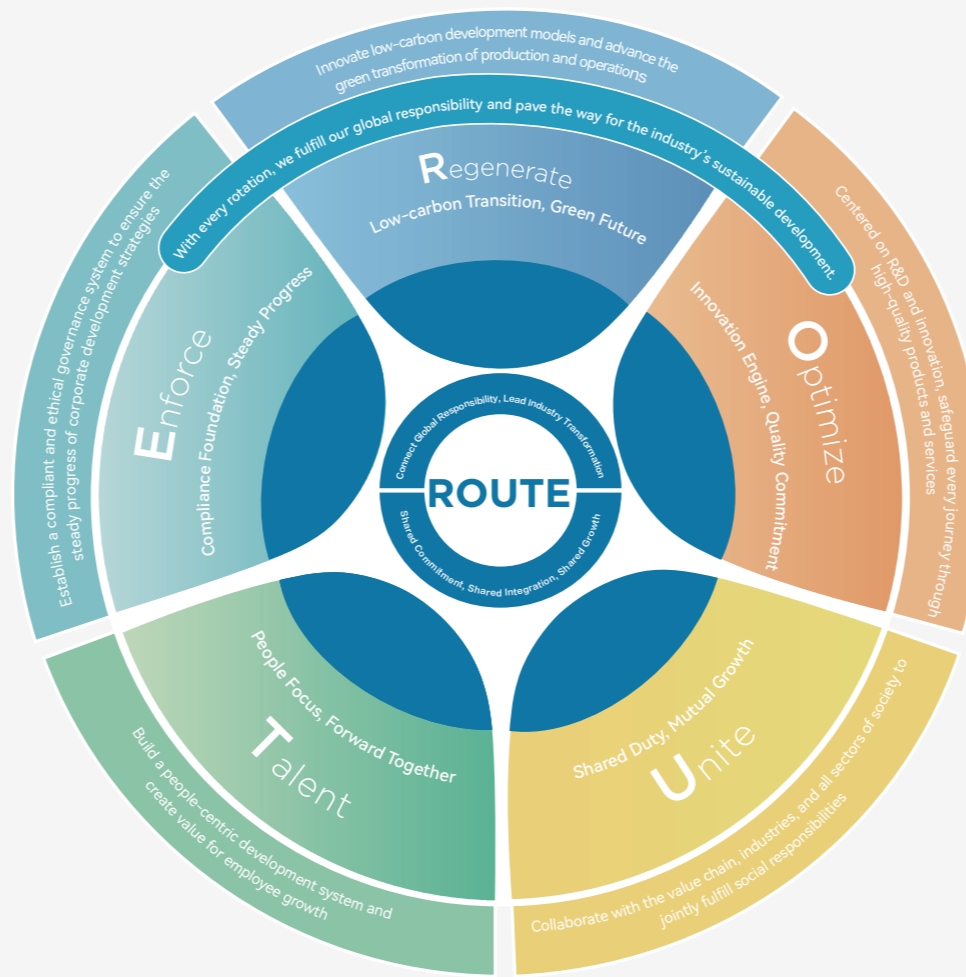 Innovate low-carbon development models and advance the
green transformation of production and operations
With every rotation, we fulfill our global responsibility and pave the way for the industry's sustainable development.
Regenerate
Low-carbon Transition, Green Future
Centered on R&D and innovation, safeguard every journey through
high-quality products and services
Optimize
Innovation Engine, Quality Commitment
Collaborate with the value chain, industries, and all sectors of society to
jointly fulfill social responsibilities
Unite
Shared Duty, Mutual Growth
Build a people-centric development system and
create value for employee growth
Talent
People Focus, Forward Together
Establish a compliant and ethical governance system to ensure the
steady progress of corporate development strategies
Enforce
Compliance Foundation, Steady Progress
Connect Global Responsibility, Lead Industry Transformation
ROUTE
Shared Commitment, Shared Integration, Shared Growth